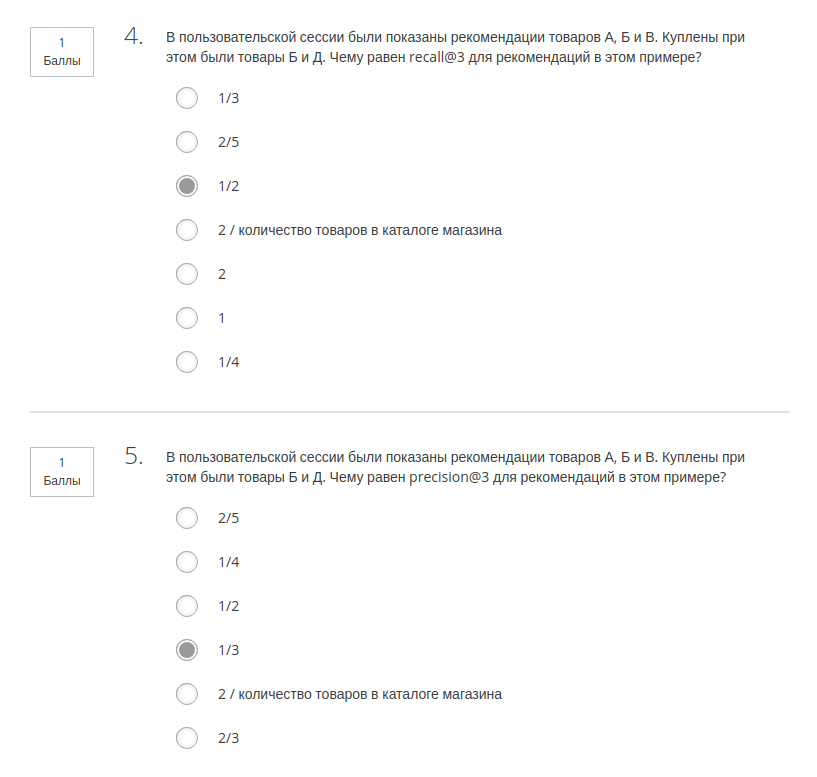 1
Баллы
4.
В пользовательской сессии были показаны рекомендации товаров А, Б и В. Куплены при
этом были товары Б и Д. Чему равен recall@3 для рекомендаций в этом примере?
1/3
2/5
1/2
2 / количество товаров в каталоге магазина
2
1
1/4
1
Баллы
5.
В пользовательской сессии были показаны рекомендации товаров А, Б и В. Куплены при
этом были товары Б и Д. Чему равен precision@3 для рекомендаций в этом примере?
2/5
1/4
1/2
1/3
2 / количество товаров в каталоге магазина
2/3